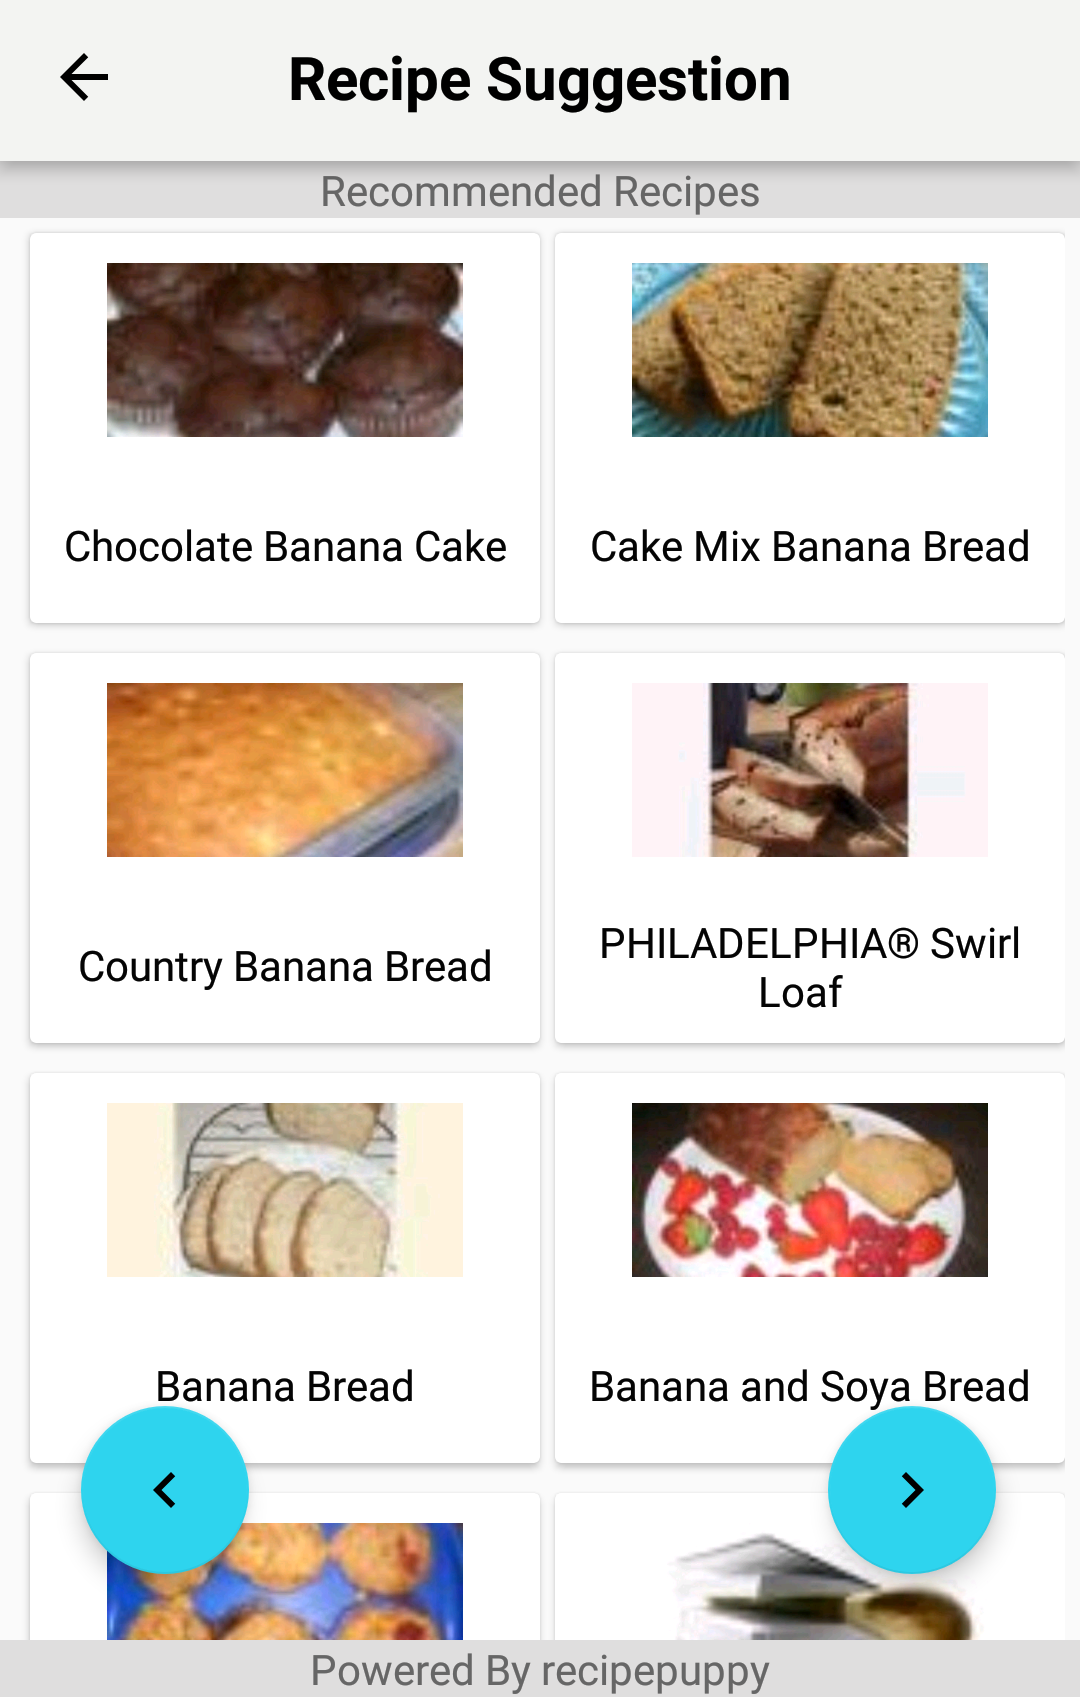 Recipe Suggestion
Recommended Recipes
Chocolate Banana Cake
Cake Mix Banana Bread
Country Banana Bread
PHILADELPHIA® Swirl
Loaf
Banana Bread
Banana and Soya Bread
Powered By recipepuppy